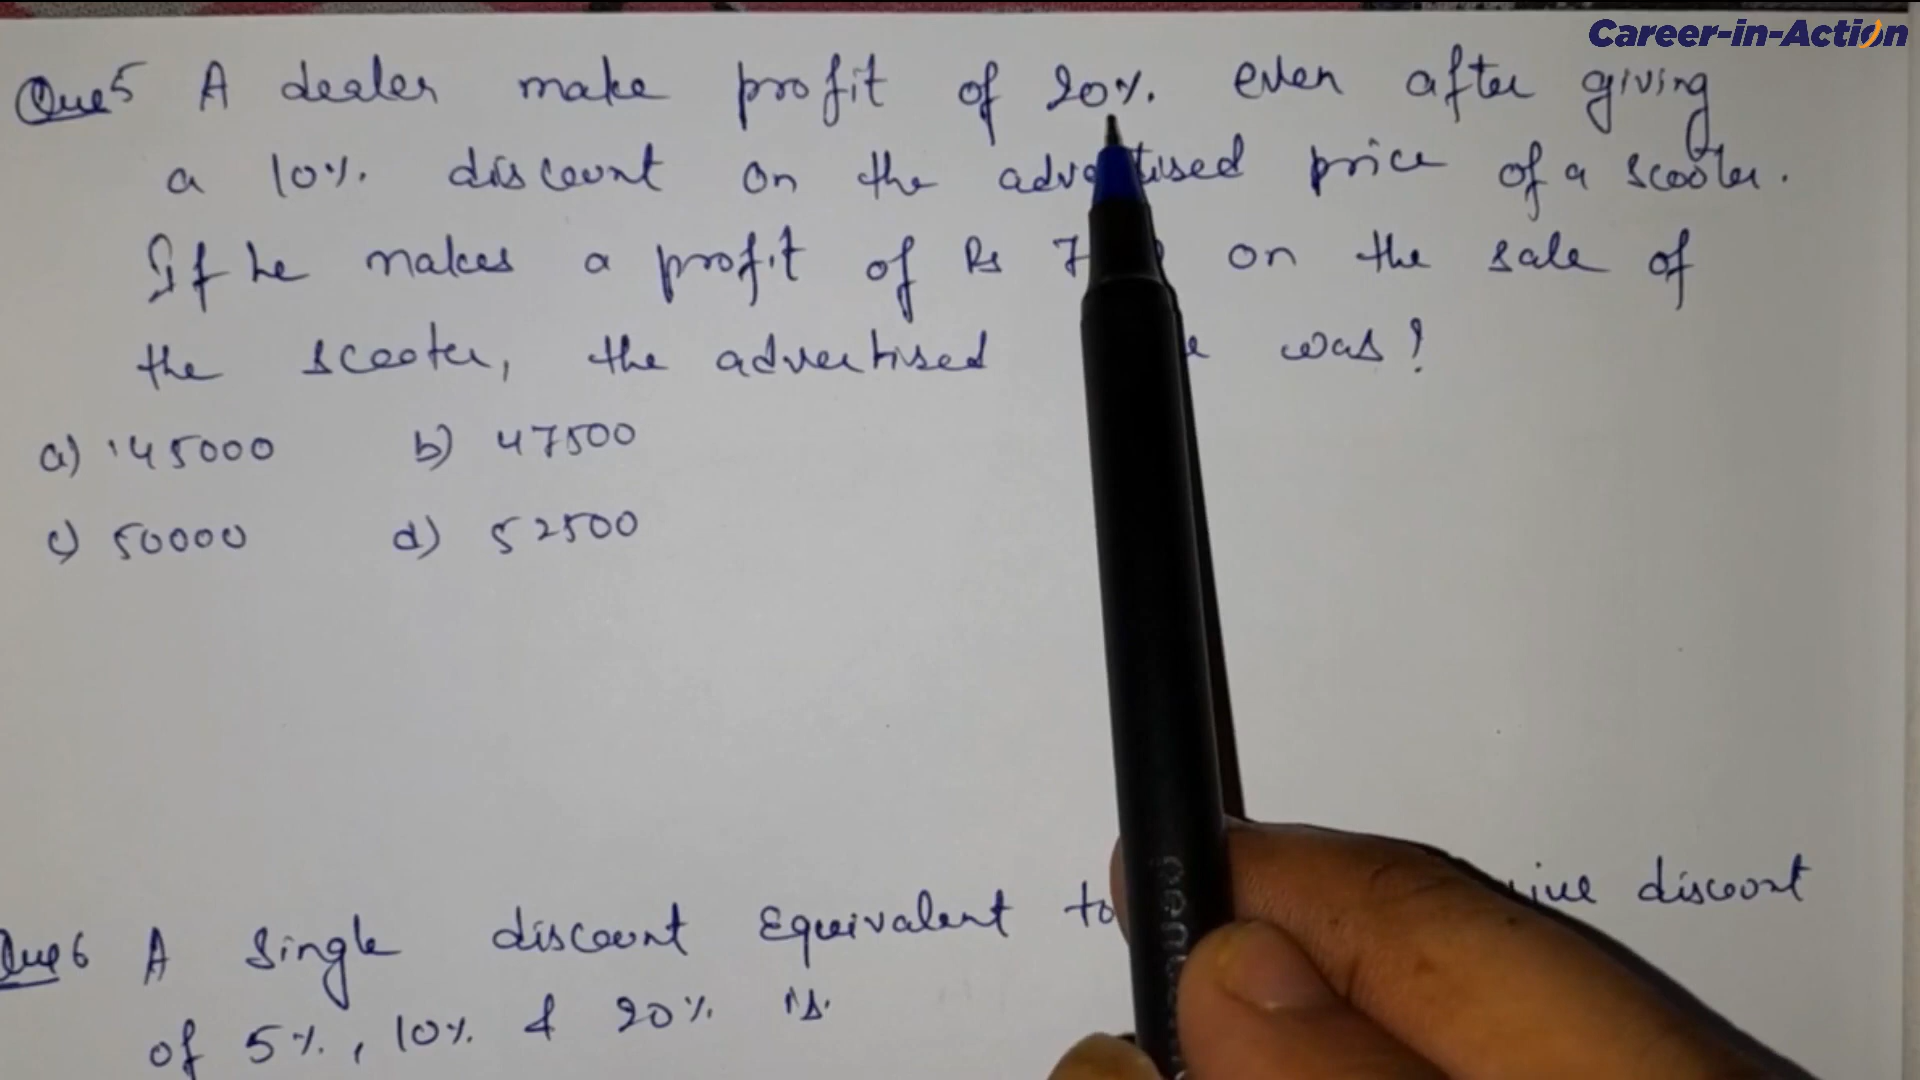 Career-in-Action
Que5 A dealer make profit of 20%. even after giving
a 10%. discount on the advertised price of a scooter.
If he makes a profit of Rs on the sale of
the scooter, the advertised was?
a) 45000 b) 47500
c) 50000 d) 52500
Que6 A Single discount Equivalent to discount
of 5%, 10% & 20% is.